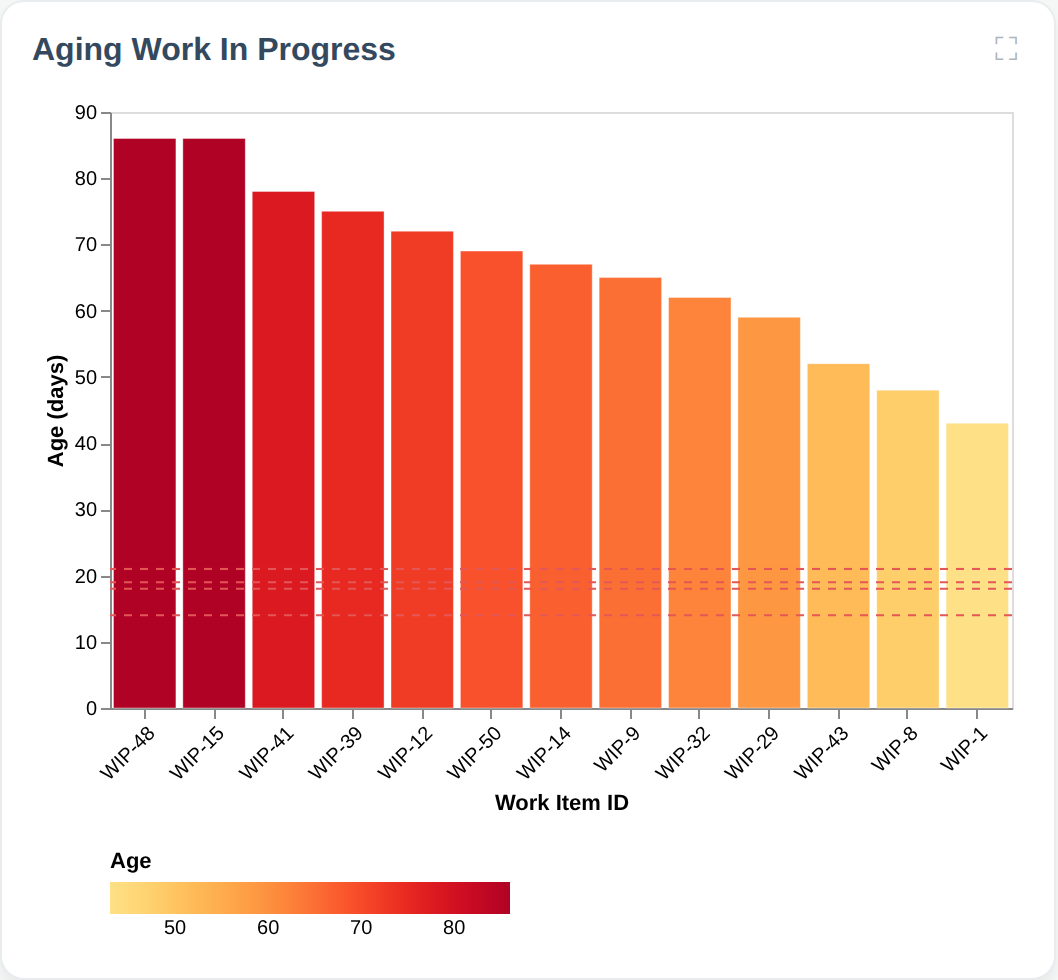 Aging Work In Progress
90
80
70
60
50
40
30
20
10
0
Age (days)
WIP-48
WIP-15
WIP-41
WIP-39
WIP-12
WIP-50
WIP-14
WIP-9
WIP-32
WIP-29
WIP-43
WIP-8
WIP-1
Work Item ID
Age
50 60 70 80